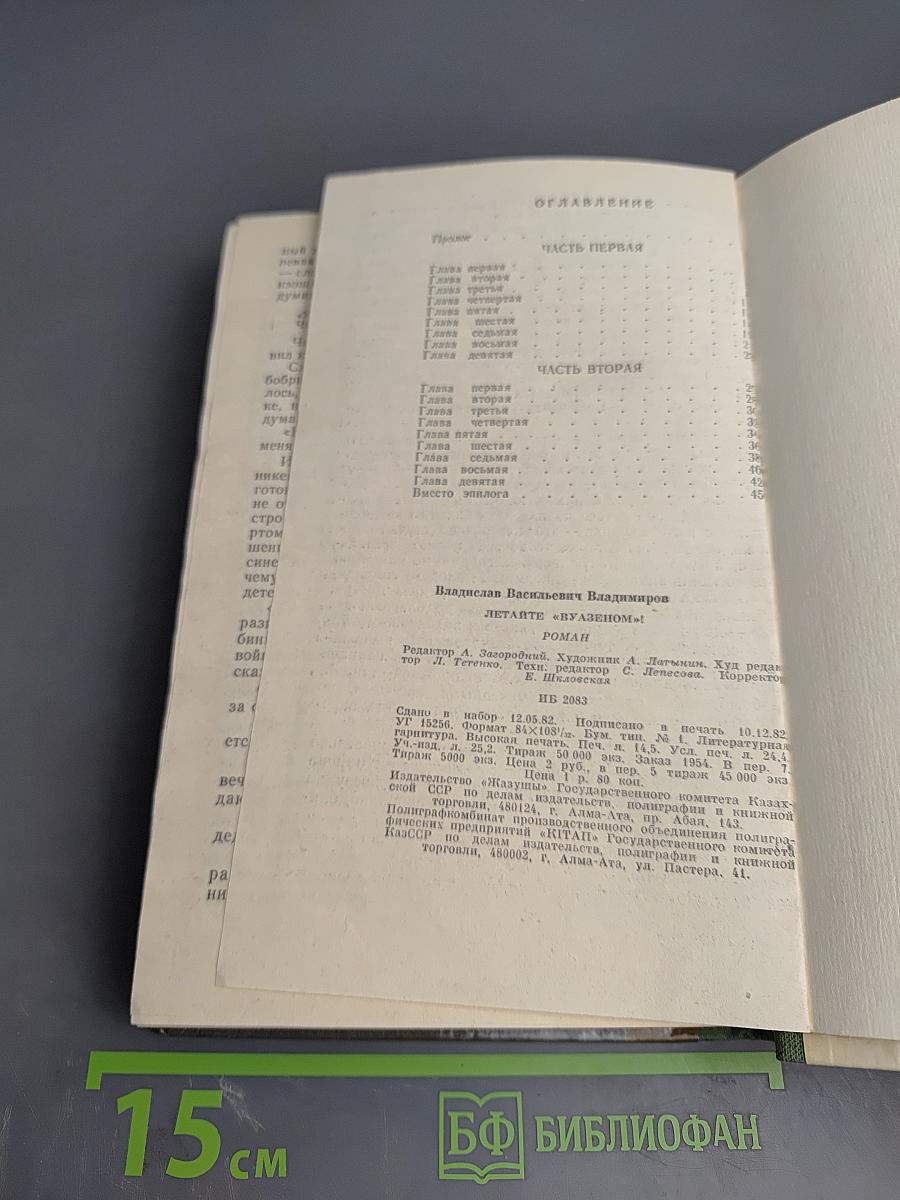 ОГЛАВЛЕНИЕ
Пролог
ЧАСТЬ ПЕРВАЯ
Глава первая
Глава вторая
Глава третья
Глава четвертая
Глава пятая
Глава шестая
Глава седьмая
Глава восьмая
Глава девятая
ЧАСТЬ ВТОРАЯ
Глава первая
Глава вторая
Глава третья
Глава четвертая
Глава пятая
Глава шестая
Глава седьмая
Глава восьмая
Глава девятая
Вместо эпилога
Владислав Васильевич Владимиров
ЛЕТАЙТЕ «ВУАЗЕНОМ»!
РОМАН
Редактор А. Загородний. Художник А. Латынин. Худ редак-
тор Л. Тетенко. Техн. редактор С. Лепесова. Корректор
Е. Шкловская
ИБ 2083
Сдано в набор 12.05.82. Подписано в печать 10.12.82.
УГ 15256. Формат 84×108 1/32. Бум. тип. № 1. Литературная
гарнитура. Высокая печать. Печ. л. 14,5. Усл. печ. л. 24,4.
Уч.-изд. л. 25,2. Тираж 50 000 экз. Заказ 1954. В пер. 7.
Тираж 5000 экз. Цена 2 руб., в пер. 5 тираж 45 000 экз.
Цена 1 р. 80 коп.
Издательство «Жазушы» Государственного комитета Казах-
ской ССР по делам издательств, полиграфии и книжной
торговли, 480124, г. Алма-Ата, пр. Абая, 143.
Полиграфкомбинат производственного объединения полигра-
фических предприятий «КІТАП» Государственного комитета
КазССР по делам издательств, полиграфии и книжной
торговли, 480002, г. Алма-Ата, ул. Пастера, 41.
15 см
БФ БИБЛИОФАН